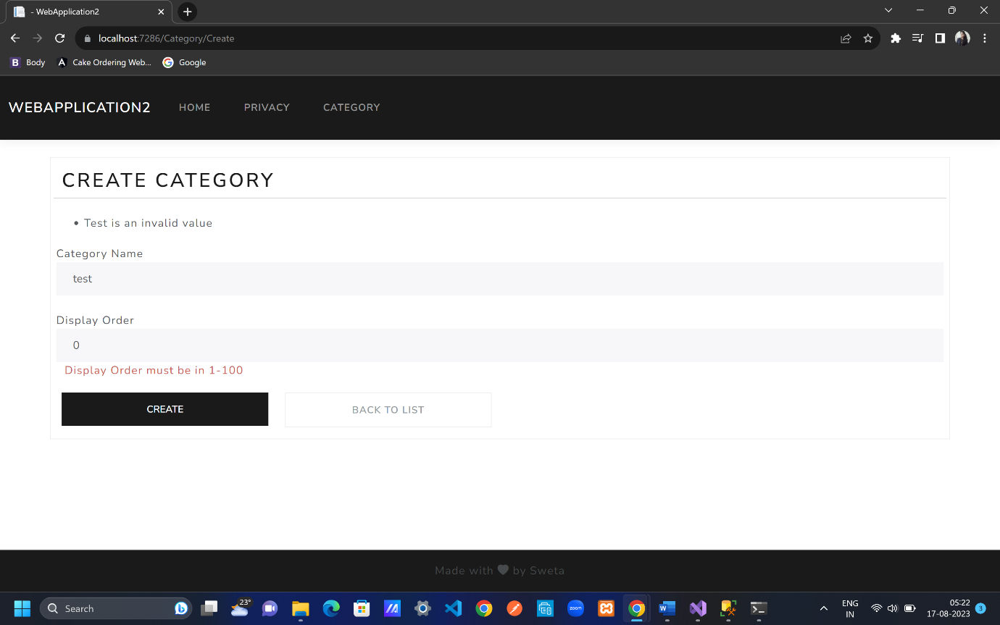 - WebApplication2
localhost:7286/Category/Create
B Body
Cake Ordering Web...
Google
WEBAPPLICATION2 HOME PRIVACY CATEGORY
CREATE CATEGORY
• Test is an invalid value
Category Name
test
Display Order
0
Display Order must be in 1-100
CREATE BACK TO LIST
Made with 🖤 by Sweta
Search
23°
zoom
W
ENG
IN
05:22
17-08-2023
3